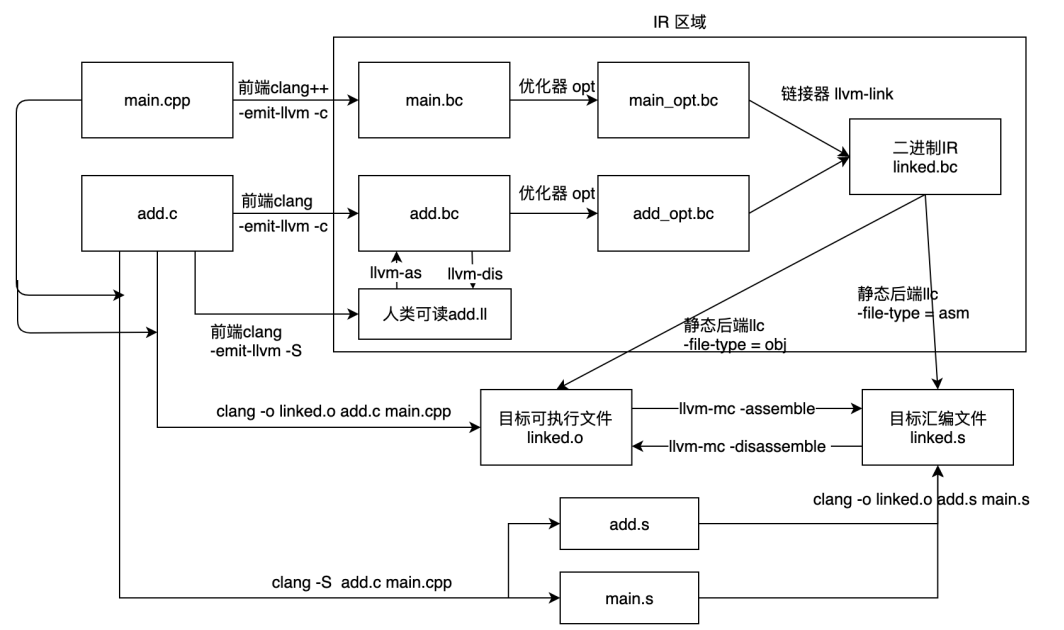 IR 区域
main.cpp
前端clang++
-emit-llvm -c
main.bc
优化器 opt
main_opt.bc
链接器 llvm-link
二进制IR
linked.bc
add.c
前端clang
-emit-llvm -c
add.bc
优化器 opt
add_opt.bc
llvm-as
llvm-dis
人类可读add.ll
前端clang
-emit-llvm -S
静态后端llc
-file-type = obj
静态后端llc
-file-type = asm
clang -o linked.o add.c main.cpp
目标可执行文件
linked.o
llvm-mc -assemble
llvm-mc -disassemble
目标汇编文件
linked.s
clang -o linked.o add.s main.s
add.s
clang -S add.c main.cpp
main.s